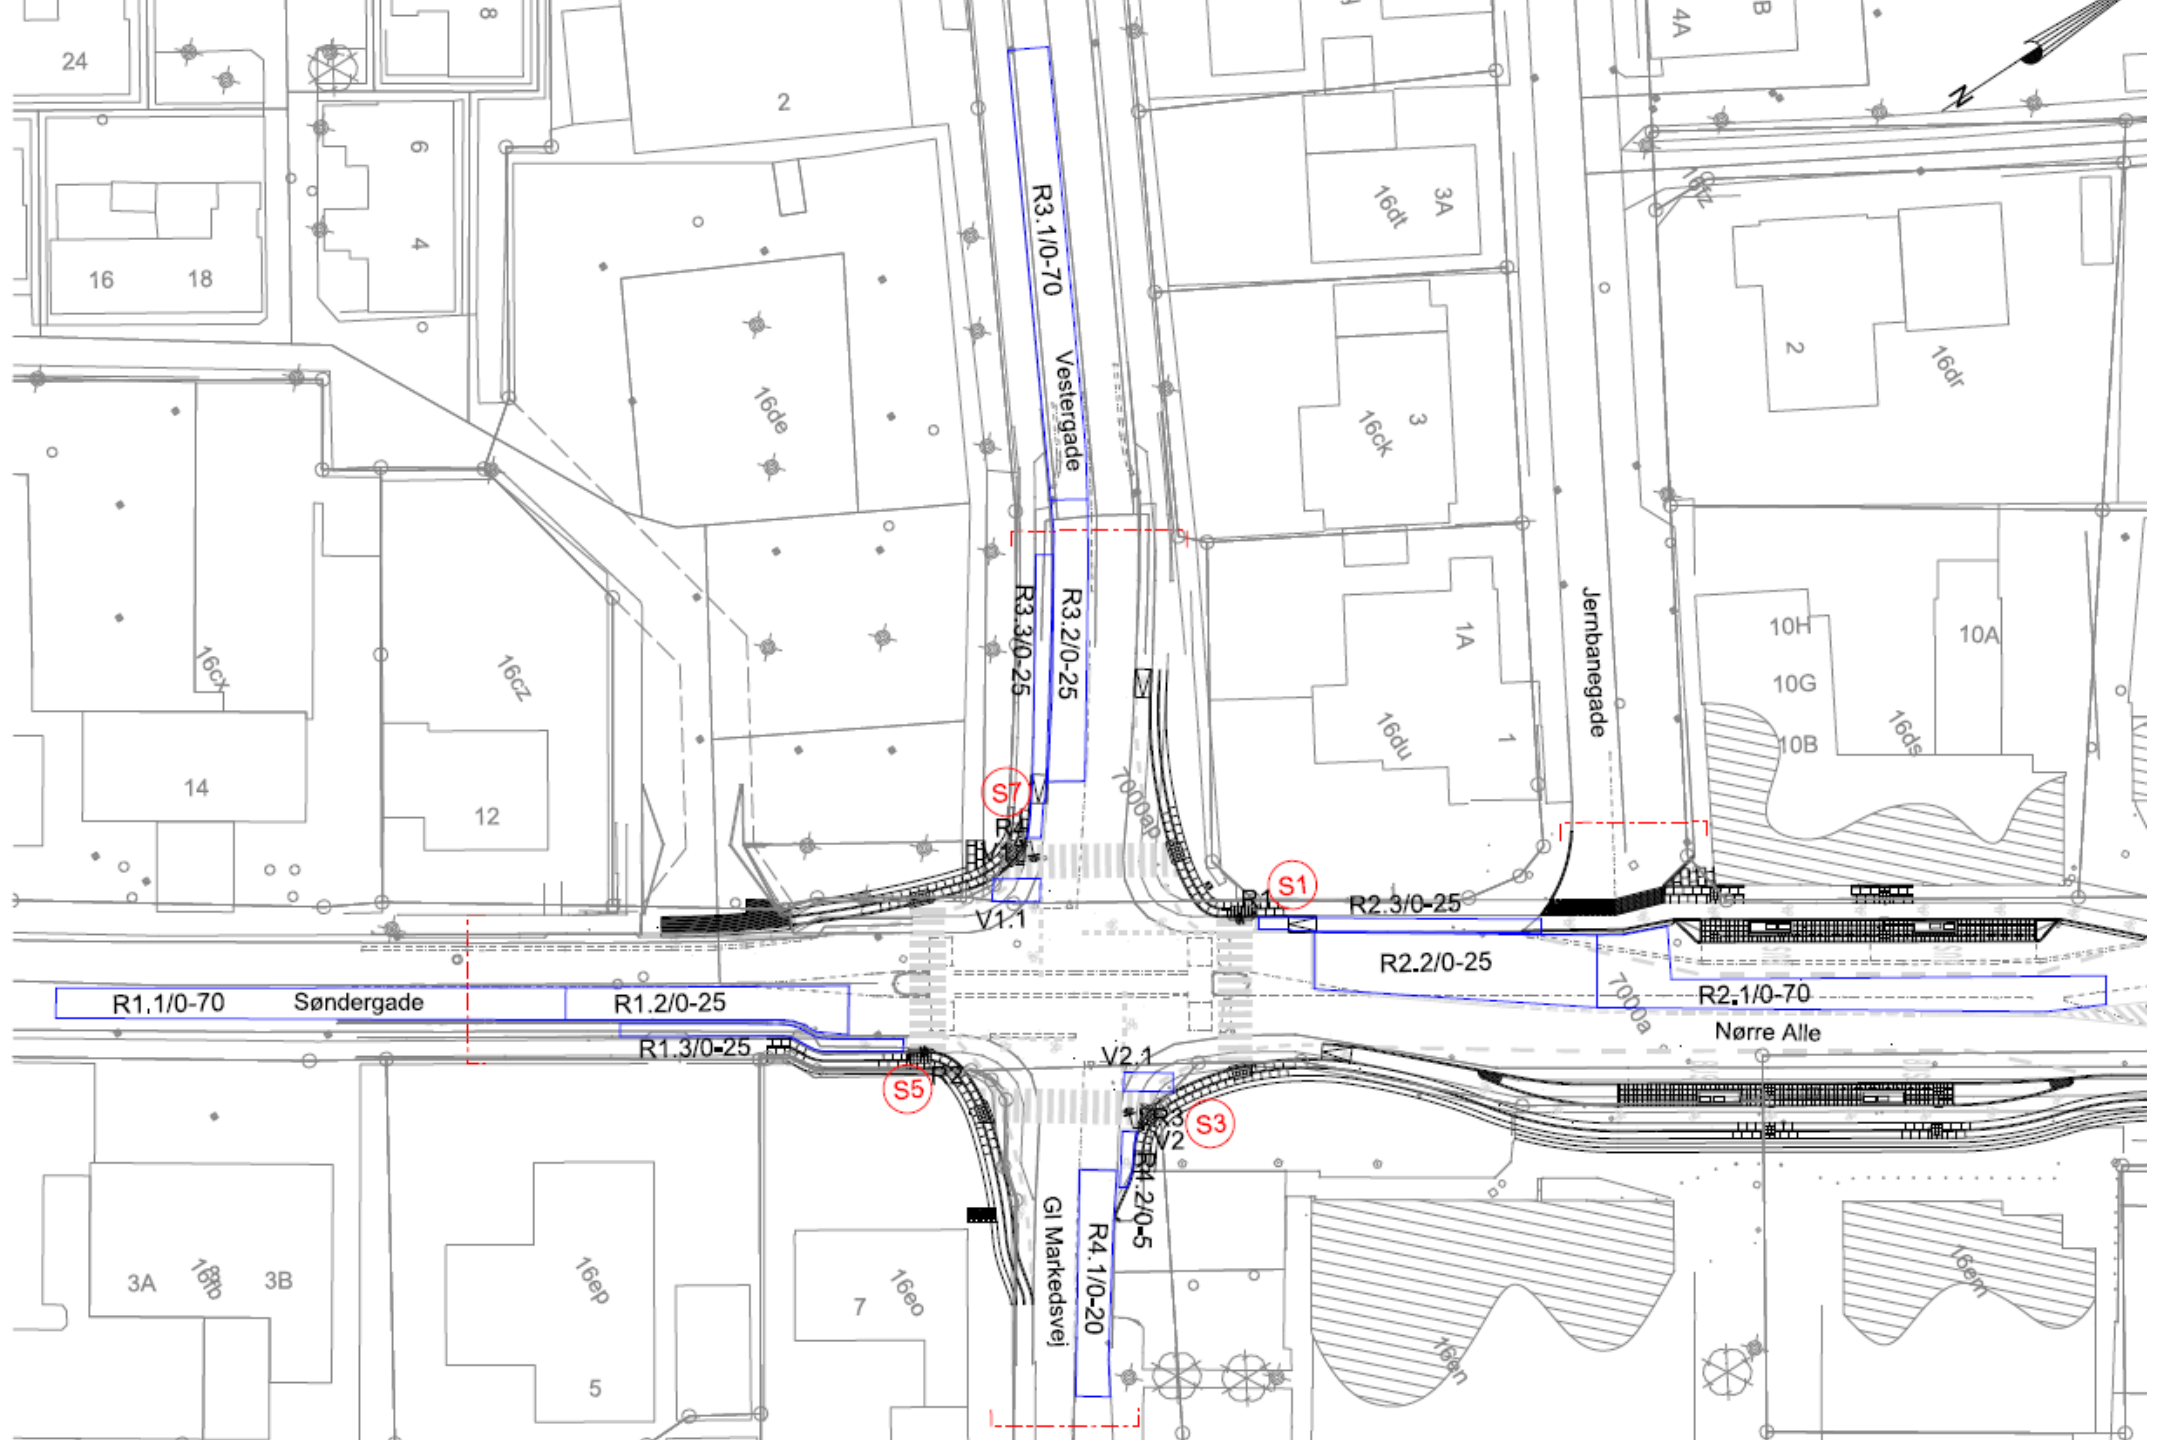 24
8
2
4A
B
N
6
4
16
18
R3.1/0-70
16dt
3A
2
16dr
Vestergade
16de
3
16ck
R3.3/0-25
R3.2/0-25
Jernbanegade
1A
10H
10A
10G
10B
16ds
16cx
16cz
16du
1
14
12
7000ap
S7
S1
R1
R2.3/0-25
V1.1
R2.2/0-25
R1.1/0-70
Søndergade
R1.2/0-25
R2.1/0-70
7000a
Nørre Alle
R1.3/0-25
V2.1
S5
R3
S3
V2
R4.2/0-5
Gl Markedsvej
R4.1/0-20
3A
3B
16ep
5
7
16eo
16en
16em